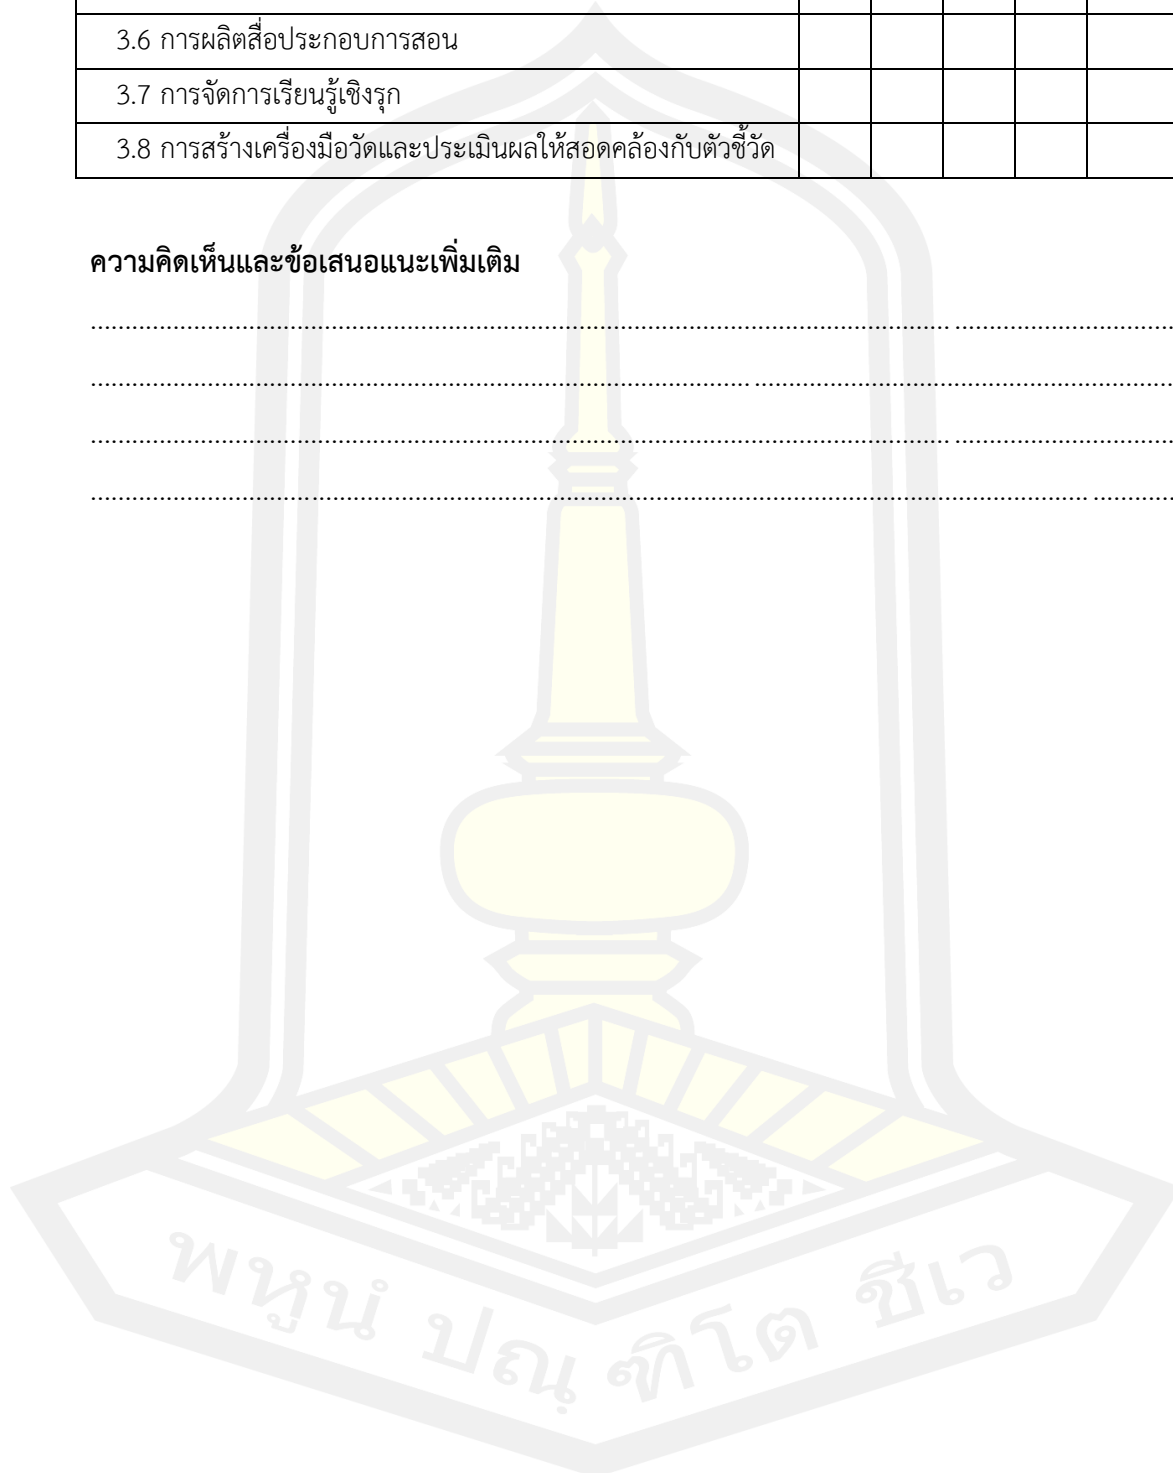 3.6 การผลิตสื่อประกอบการสอน
3.7 การจัดการเรียนรู้เชิงรุก
3.8 การสร้างเครื่องมือวัดและประเมินผลให้สอดคล้องกับตัวชี้วัด
ความคิดเห็นและข้อเสนอแนะเพิ่มเติม
พหูนํ ปณฺฑิโต ชีเว